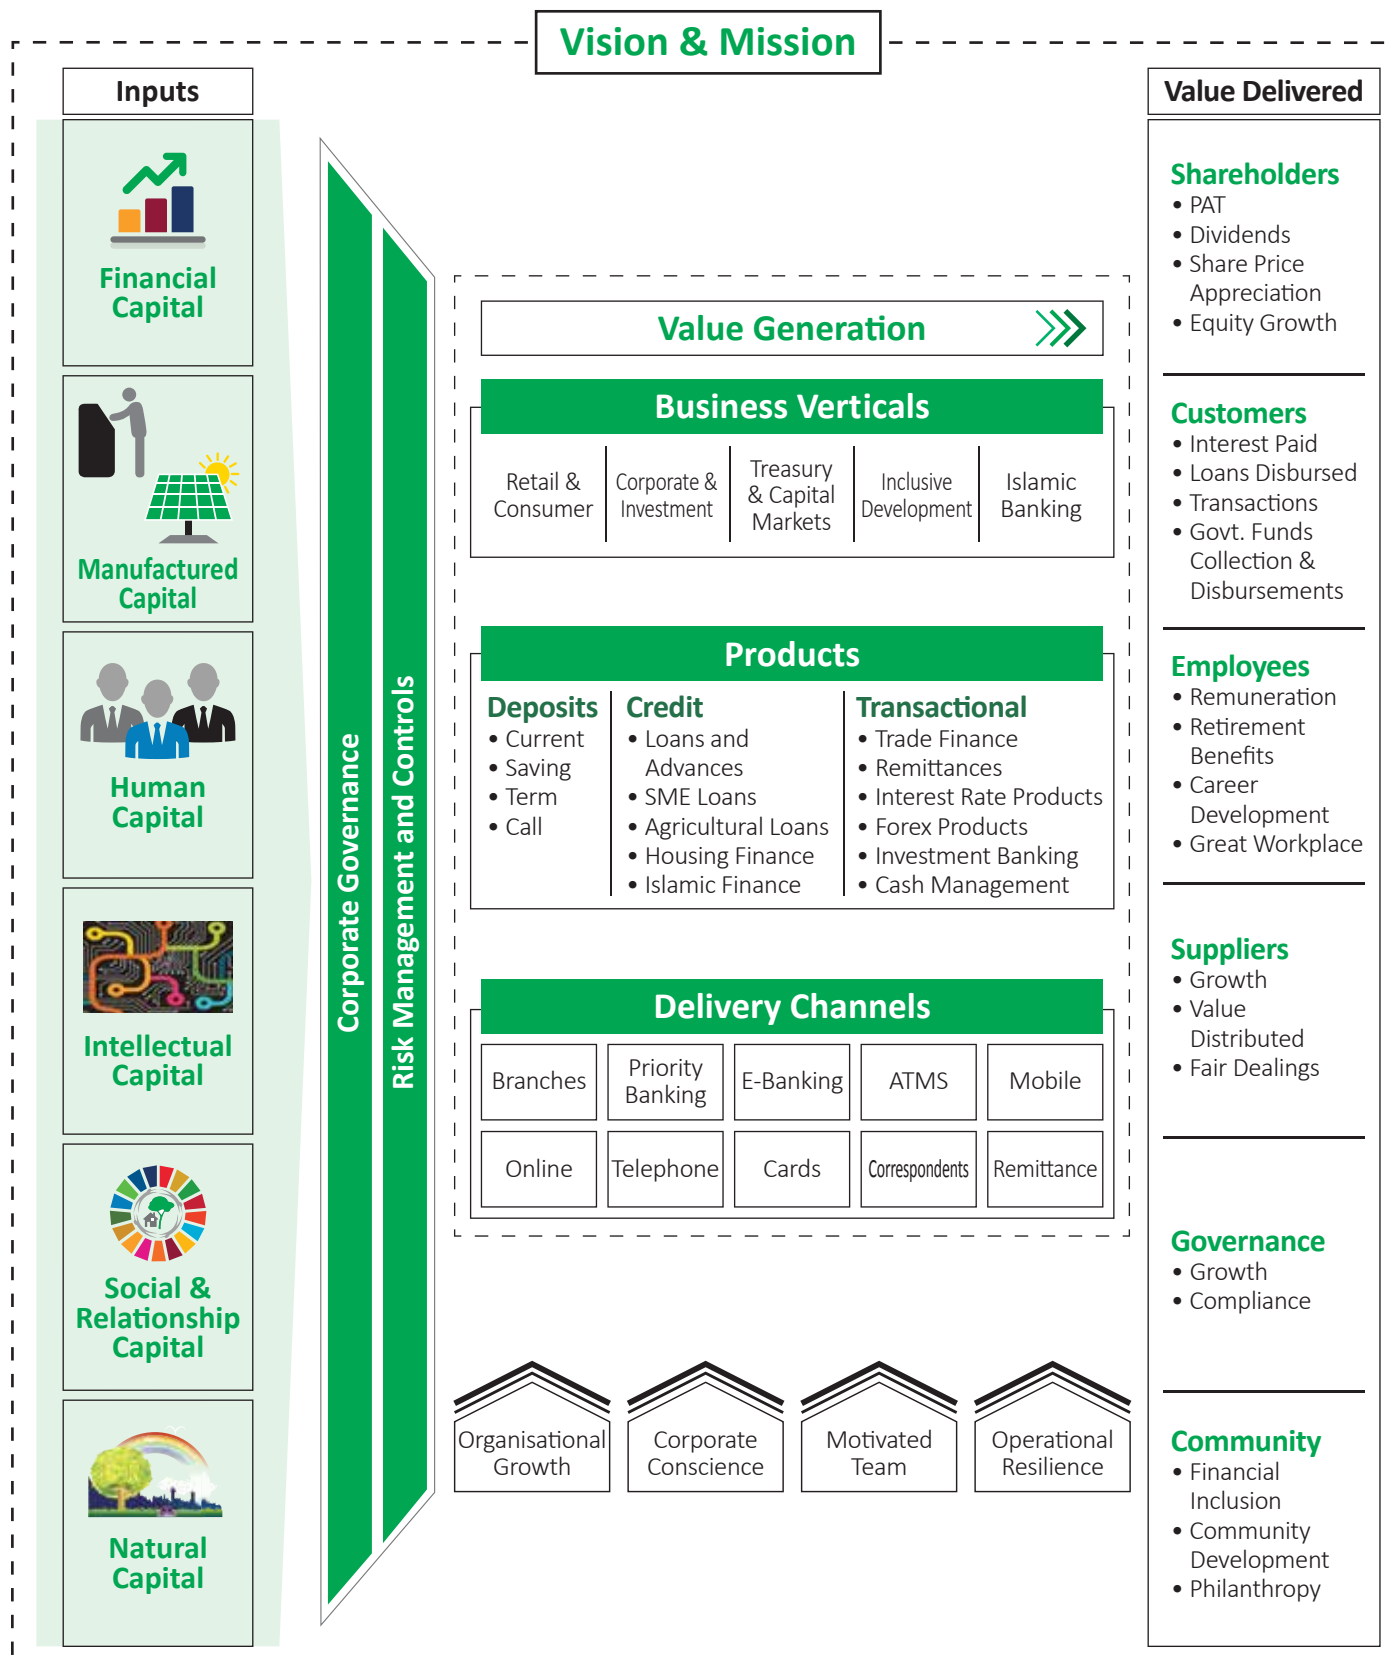 Vision & Mission
Inputs
Financial
Capital
Manufactured
Capital
Human
Capital
Intellectual
Capital
Social &
Relationship
Capital
Natural
Capital
Corporate Governance
Risk Management and Controls
Value Generation
Business Verticals
Retail &
Consumer
Corporate &
Investment
Treasury
& Capital
Markets
Inclusive
Development
Islamic
Banking
Products
Deposits
• Current
• Saving
• Term
• Call
Credit
• Loans and
Advances
• SME Loans
• Agricultural Loans
• Housing Finance
• Islamic Finance
Transactional
• Trade Finance
• Remittances
• Interest Rate Products
• Forex Products
• Investment Banking
• Cash Management
Delivery Channels
Branches
Priority
Banking
E-Banking
ATMS
Mobile
Online
Telephone
Cards
Correspondents
Remittance
Organisational
Growth
Corporate
Conscience
Motivated
Team
Operational
Resilience
Value Delivered
Shareholders
• PAT
• Dividends
• Share Price
Appreciation
• Equity Growth
Customers
• Interest Paid
• Loans Disbursed
• Transactions
• Govt. Funds
Collection &
Disbursements
Employees
• Remuneration
• Retirement
Benefits
• Career
Development
• Great Workplace
Suppliers
• Growth
• Value
Distributed
• Fair Dealings
Governance
• Growth
• Compliance
Community
• Financial
Inclusion
• Community
Development
• Philanthropy